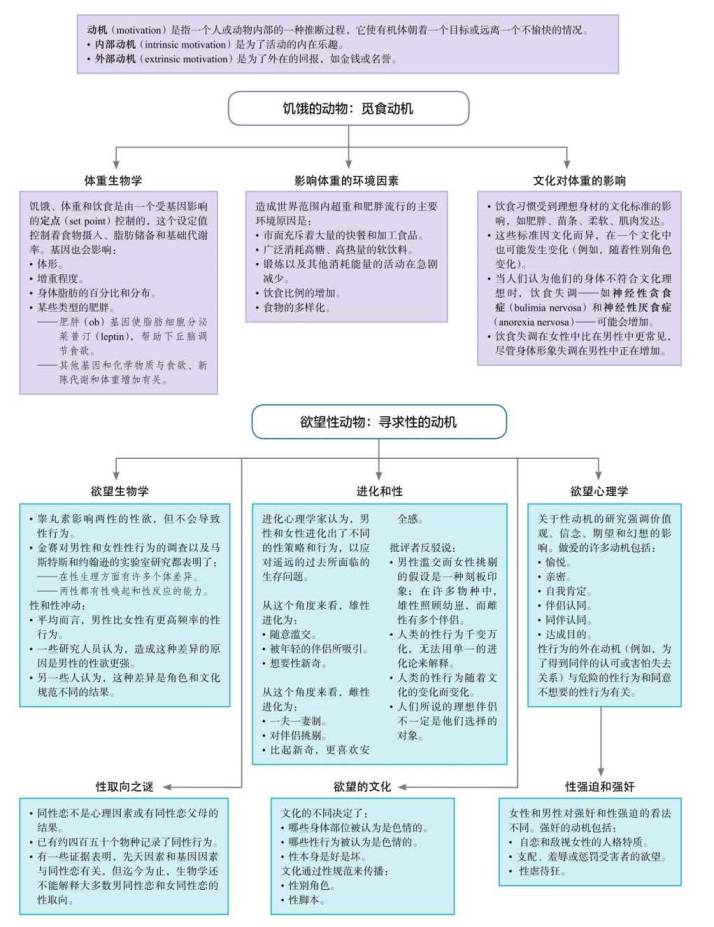 动机（motivation）是指一个人或动物内部的一种推断过程，它使有机体朝着一个目标或远离一个不愉快的情况。
• 内部动机（intrinsic motivation）是为了活动的内在乐趣。
• 外部动机（extrinsic motivation）是为了外在的回报，如金钱或名誉。
饥饿的动物：觅食动机
体重生物学
饥饿、体重和饮食是由一个受基因影响
的定点（set point）控制的，这个设定值
控制着食物摄入、脂肪储备和基础代谢
率。基因也会影响：
• 体形。
• 增重程度。
• 身体脂肪的百分比和分布。
• 某些类型的肥胖。
——肥胖（ob）基因使脂肪细胞分泌
莱普汀（leptin），帮助下丘脑调
节食欲。
——其他基因和化学物质与食欲、新
陈代谢和体重增加有关。
影响体重的环境因素
造成世界范围内超重和肥胖流行的主要
环境原因是：
• 市面充斥着大量的快餐和加工食品。
• 广泛消耗高糖、高热量的软饮料。
• 锻炼以及其他消耗能量的活动在急剧
减少。
• 饮食比例的增加。
• 食物的多样化。
文化对体重的影响
• 饮食习惯受到理想身材的文化标准的影
响，如肥胖、苗条、柔软、肌肉发达。
• 这些标准因文化而异，在一个文化中
也可能发生变化（例如，随着性别角色
变化）。
• 当人们认为他们的身体不符合文化理
想时，饮食失调——如神经性贪食
症（bulimia nervosa）和神经性厌食症
（anorexia nervosa）——可能会增加。
• 饮食失调在女性中比在男性中更常见，
尽管身体形象失调在男性中正在增加。
欲望性动物：寻求性的动机
欲望生物学
• 睾丸素影响两性的性欲，但不会导致
性行为。
• 金赛对男性和女性性行为的调查以及马
斯特斯和约翰逊的实验室研究都表明了：
——在性生理方面有许多个体差异。
——两性都有性唤起和性反应的能力。
性和性冲动：
• 平均而言，男性比女性有更高频率的性
行为。
• 一些研究人员认为，造成这种差异的原
因是男性的性欲更强。
• 另一些人认为，这种差异是角色和文化
规范不同的结果。
进化和性
进化心理学家认为，男
性和女性进化出了不同
的性策略和行为，以应
对遥远的过去所面临的
生存问题。
从这个角度来看，雄性
进化为：
• 随意滥交。
• 被年轻的伴侣所吸引。
• 想要性新奇。
从这个角度来看，雌性
进化为：
• 一夫一妻制。
• 对伴侣挑剔。
• 比起新奇，更喜欢安
全感。
批评者反驳说：
• 男性滥交而女性挑剔
的假设是一种刻板印
象；在许多物种中，
雄性照顾幼崽，而雌
性有多个伴侣。
• 人类的性行为千变万
化，无法用单一的进
化论来解释。
• 人类的性行为随着文
化的变化而变化。
• 人们所说的理想伴侣
不一定是他们选择的
对象。
欲望心理学
关于性动机的研究强调价值
观、信念、期望和幻想的影
响。做爱的许多动机包括：
• 愉悦。
• 亲密。
• 自我肯定。
• 伴侣认同。
• 同伴认同。
• 达成目的。
性行为的外在动机（例如，为
了得到同伴的认可或害怕失去
关系）与危险的性行为和同意
不想要的性行为有关。
性取向之谜
• 同性恋不是心理因素或有同性恋父母的
结果。
• 已有约四百五十个物种记录了同性行为。
• 有一些证据表明，先天因素和基因因素
与同性恋有关，但迄今为止，生物学还
不能解释大多数男同性恋和女同性恋的
性取向。
欲望的文化
文化的不同决定了：
• 哪些身体部位被认为是色情的。
• 哪些性行为被认为是色情的。
• 性本身是好是坏。
文化通过性规范来传播：
• 性别角色。
• 性脚本。
性强迫和强奸
女性和男性对强奸和性强迫的看法
不同。强奸的动机包括：
• 自恋和敌视女性的人格特质。
• 支配、羞辱或惩罚受害者的欲望。
• 性虐待狂。